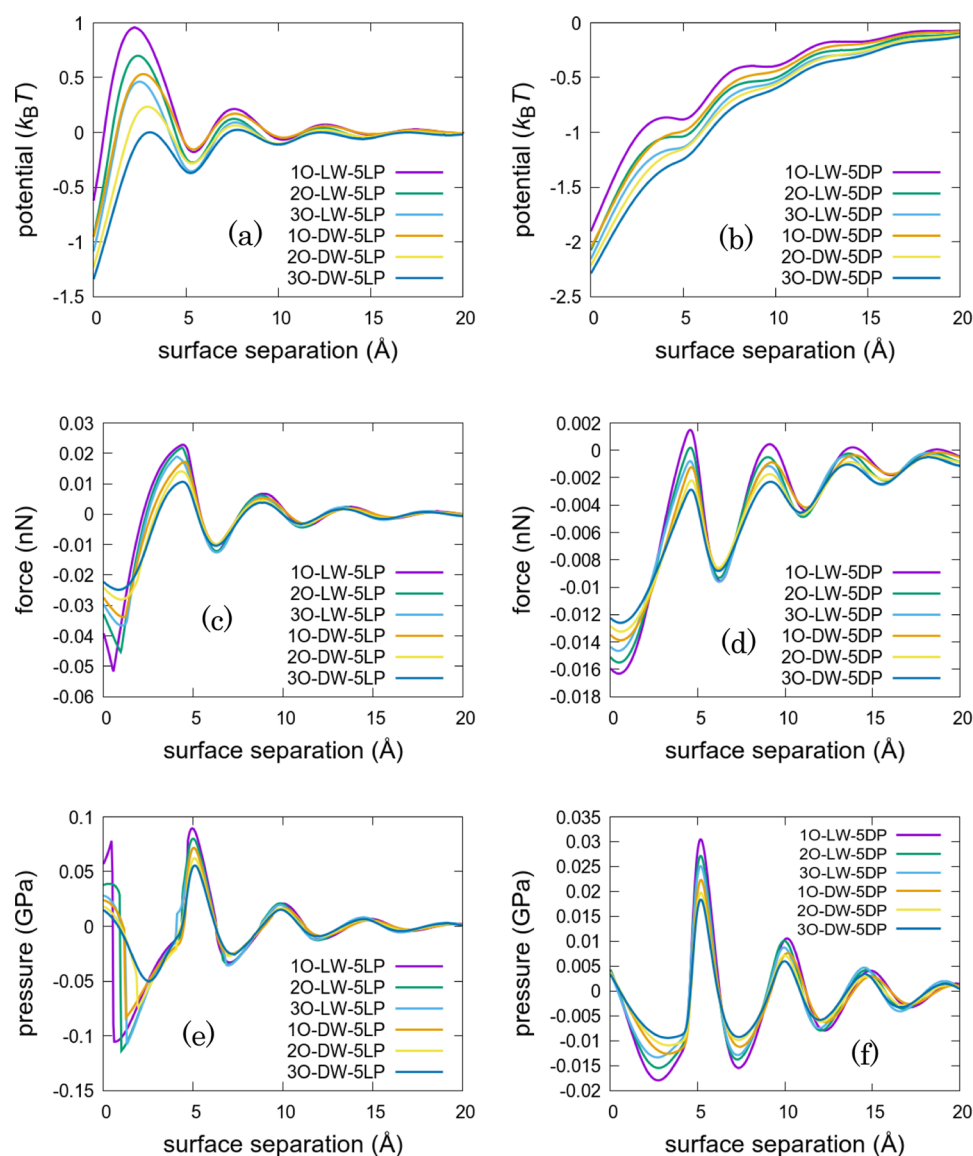 1
0.5
0
-0.5
-1
-1.5
potential (kBT)
1O-LW-5LP
2O-LW-5LP
3O-LW-5LP
1O-DW-5LP
2O-DW-5LP
3O-DW-5LP
(a)
0 5 10 15 20
surface separation (Å)
0
-0.5
-1
-1.5
-2
-2.5
potential (kBT)
1O-LW-5DP
2O-LW-5DP
3O-LW-5DP
1O-DW-5DP
2O-DW-5DP
3O-DW-5DP
(b)
0 5 10 15 20
surface separation (Å)
0.03
0.02
0.01
0
-0.01
-0.02
-0.03
-0.04
-0.05
-0.06
force (nN)
1O-LW-5LP
2O-LW-5LP
3O-LW-5LP
1O-DW-5LP
2O-DW-5LP
3O-DW-5LP
(c)
0 5 10 15 20
surface separation (Å)
0.002
0
-0.002
-0.004
-0.006
-0.008
-0.01
-0.012
-0.014
-0.016
-0.018
force (nN)
1O-LW-5DP
2O-LW-5DP
3O-LW-5DP
1O-DW-5DP
2O-DW-5DP
3O-DW-5DP
(d)
0 5 10 15 20
surface separation (Å)
0.1
0.05
0
-0.05
-0.1
-0.15
pressure (GPa)
1O-LW-5LP
2O-LW-5LP
3O-LW-5LP
1O-DW-5LP
2O-DW-5LP
3O-DW-5LP
(e)
0 5 10 15 20
surface separation (Å)
0.035
0.03
0.025
0.02
0.015
0.01
0.005
0
-0.005
-0.01
-0.015
-0.02
pressure (GPa)
1O-LW-5DP
2O-LW-5DP
3O-LW-5DP
1O-DW-5DP
2O-DW-5DP
3O-DW-5DP
(f)
0 5 10 15 20
surface separation (Å)